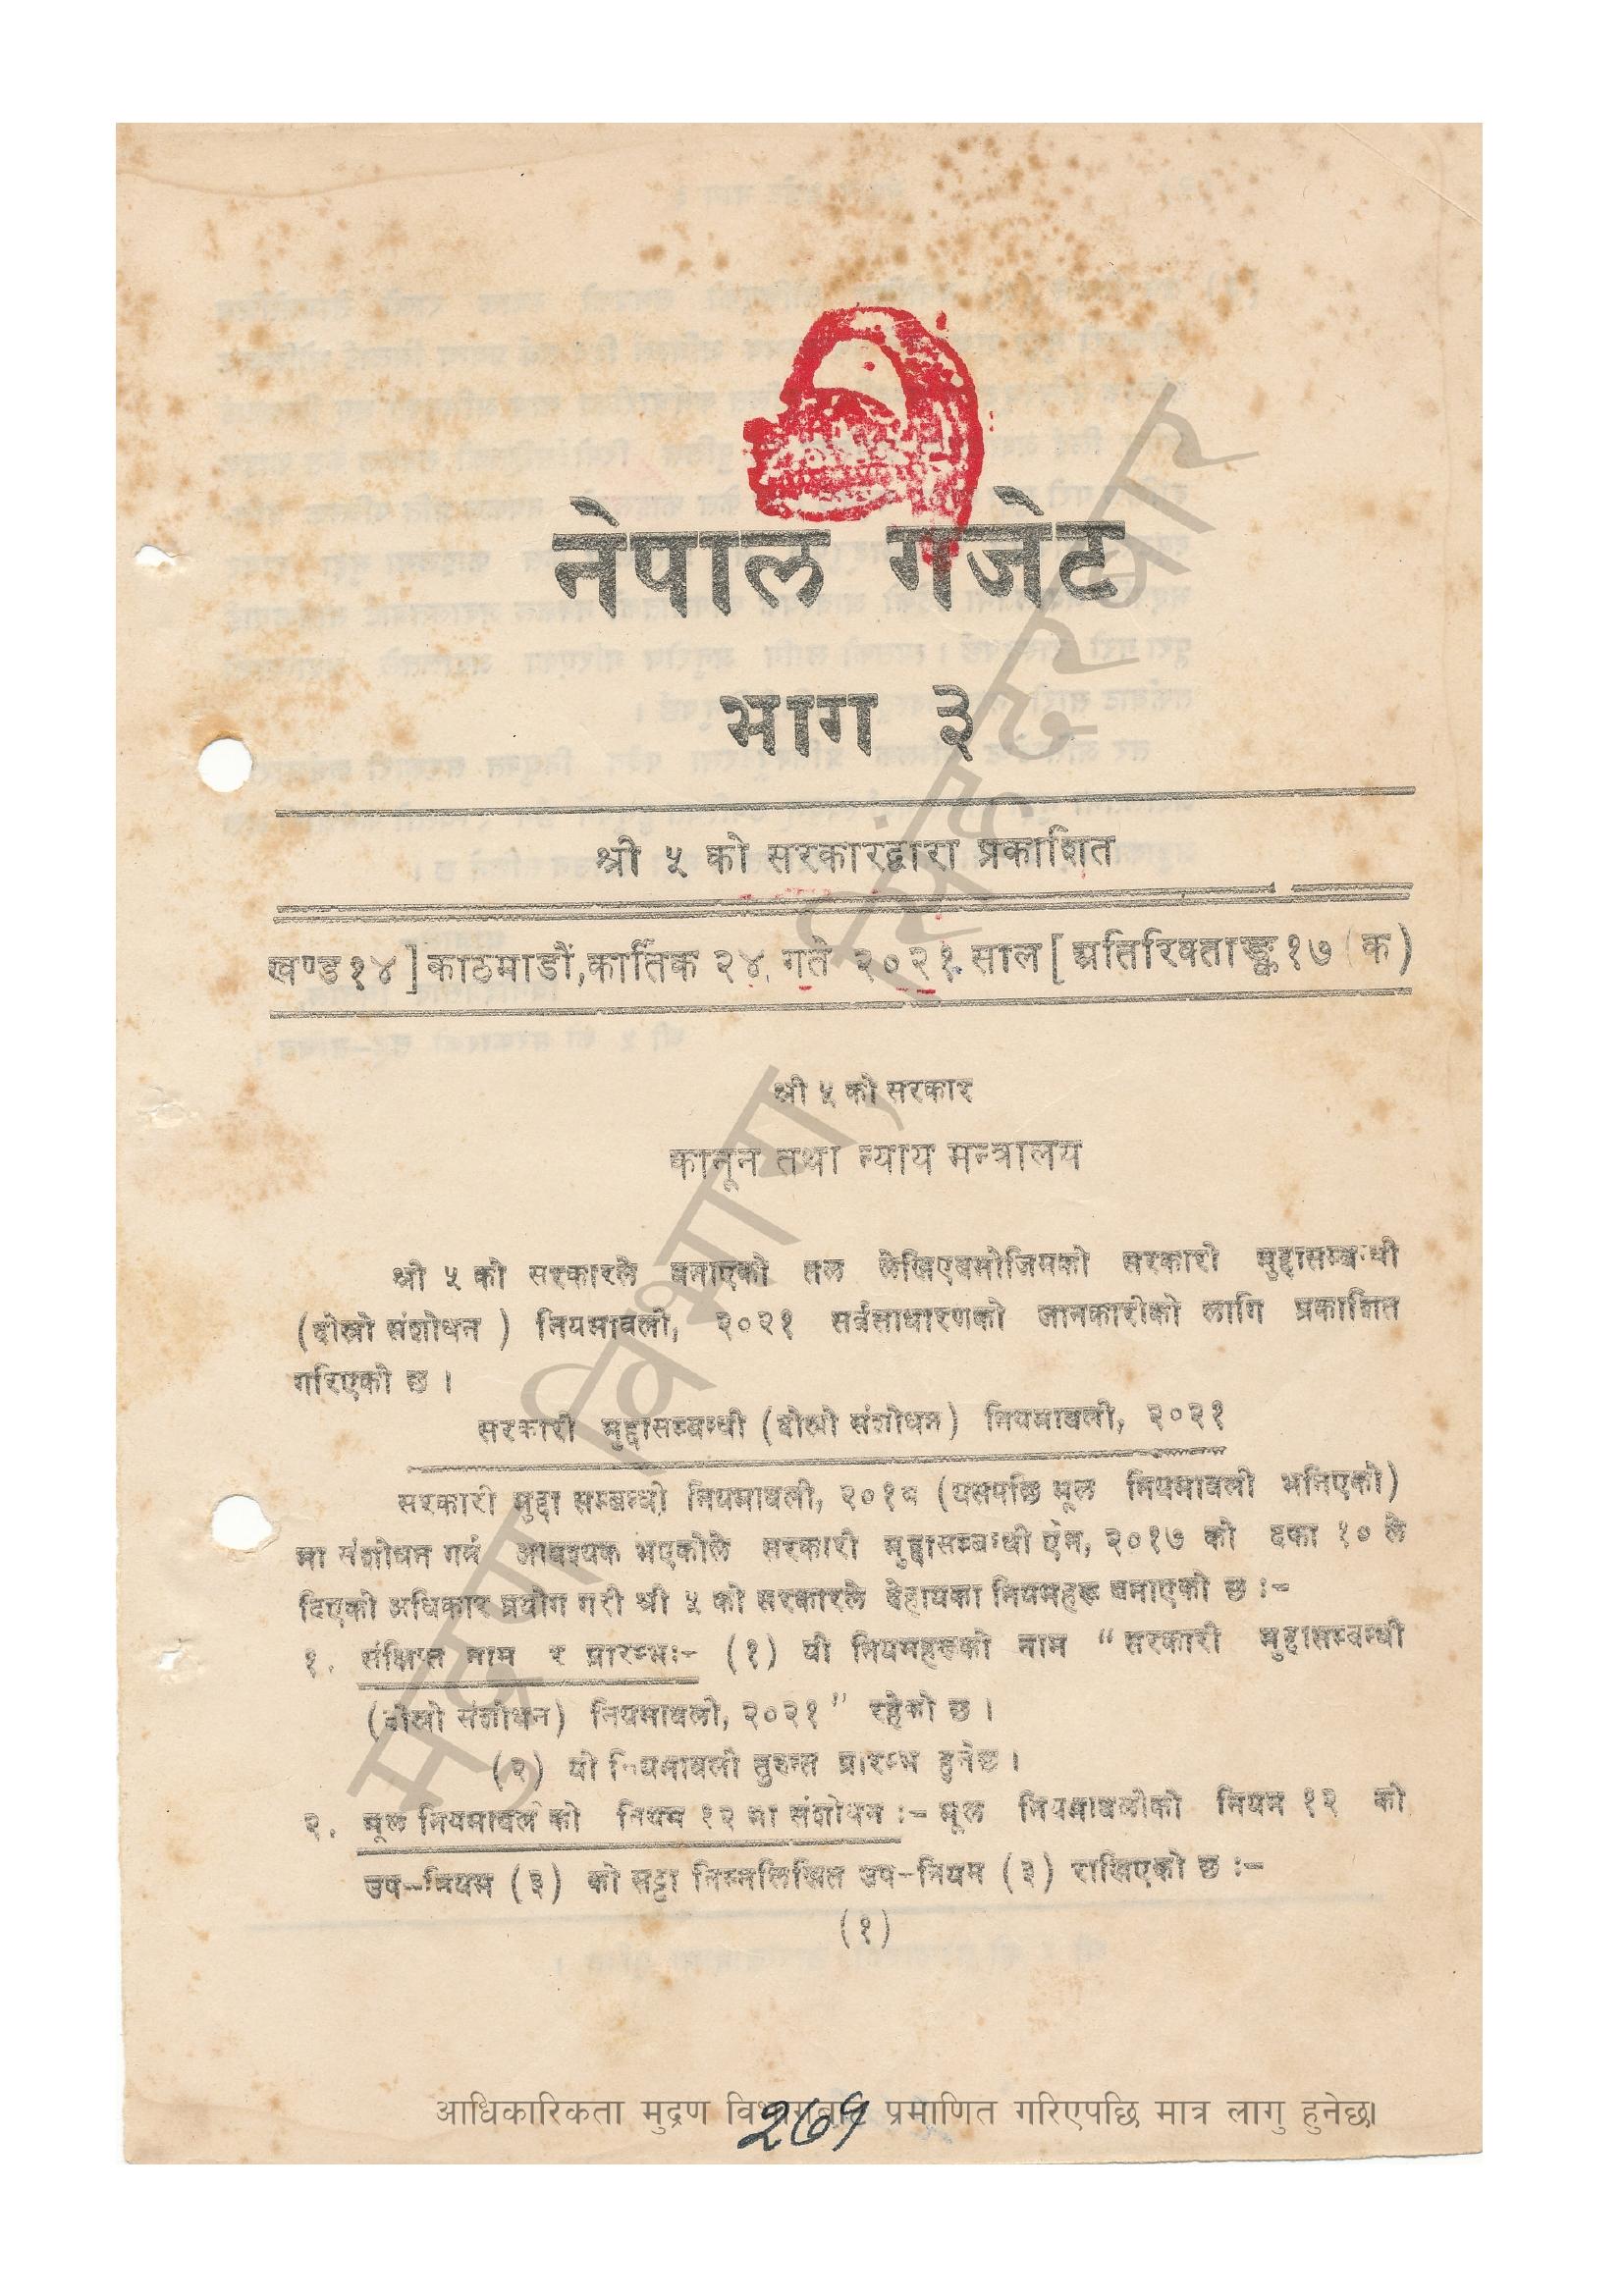 नेपाल गजेट
भाग ३
श्री ५ को सरकारद्वारा प्रकाशित
खण्ड१४] काठमाडौं,कार्तिक २४ गते २०२१ साल [ अतिरिक्ताङ्क१७ (क)
श्री ५ को सरकार
कानून तथा न्याय मन्त्रालय
श्री ५ को सरकारले बनाएको तल लेखिएबमोजिमको सरकारी मुद्दासम्बन्धी
(दोस्रो संशोधन ) नियमावली, २०२१ सर्वसाधारणको जानकारीको लागि प्रकाशित
गरिएको छ ।
सरकारी मुद्दासम्बन्धी (दोस्रो संशोधन) नियमावली, २०२१
सरकारी मुद्दा सम्बन्धी नियमावली, २०१८ (यसपछि मूल नियमावली भनिएको)
मा संशोधन गर्न आवश्यक भएकोले सरकारी मुद्दासम्बन्धी ऐन, २०१७ को दफा १० ले
दिएको अधिकार प्रयोग गरी श्री ५ को सरकारले देहायका नियमहरू बनाएको छ :-
१. संक्षिप्त नाम र प्रारम्भः- (१) यी नियमहरुको नाम “सरकारी मुद्दासम्बन्धी
(दोस्रो संशोधन) नियमावली, २०२१” रहेको छ ।
(२) यो नियमावली तुरुन्त प्रारम्भ हुनेछ ।
२. मूल नियमावलीको नियम १२ मा संशोधन :- मूल नियमावलीको नियम १२ को
उप-नियम (३) को सट्टा निम्नलिखित उप-नियम (३) राखिएको छ :-
(१)
आधिकारिकता मुद्रण विभागबाट प्रमाणित गरिएपछि मात्र लागु हुनेछ।
269
मुद्रण विभाग, सिंहदरबार